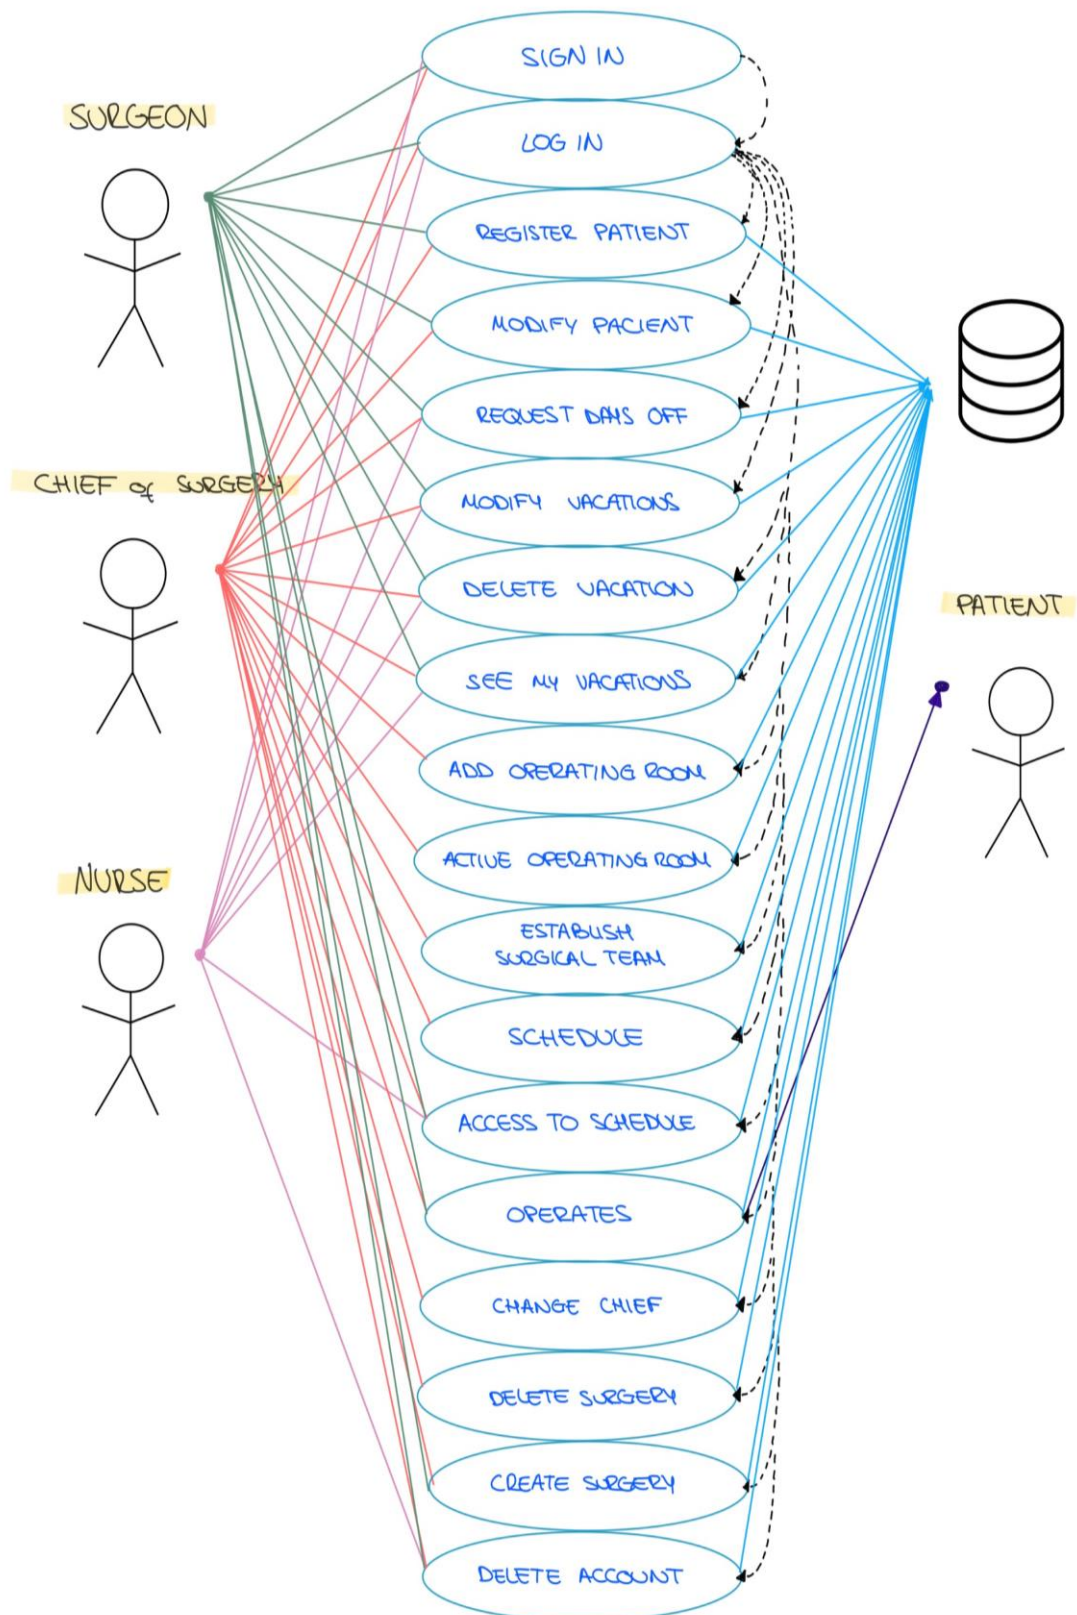 SIGN IN
SURGEON
LOG IN
REGISTER PATIENT
MODIFY PACIENT
REQUEST DAYS OFF
CHIEF of SURGERY
MODIFY VACATIONS
DELETE VACATION
PATIENT
SEE MY VACATIONS
ADD OPERATING ROOM
ACTIVE OPERATING ROOM
NURSE
ESTABLISH
SURGICAL TEAM
SCHEDULE
ACCESS TO SCHEDULE
OPERATES
CHANGE CHIEF
DELETE SURGERY
CREATE SURGERY
DELETE ACCOUNT